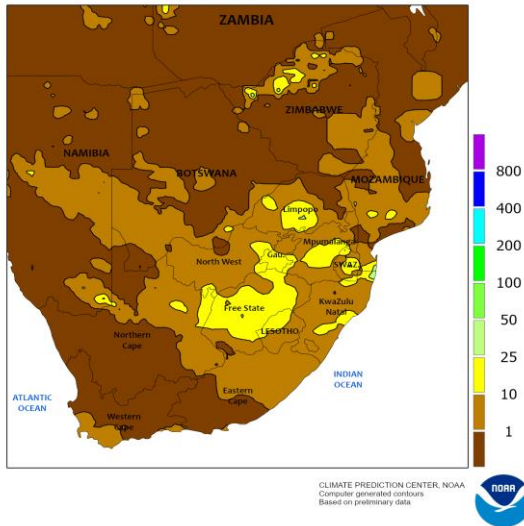 ZAMBIA
ZIMBABWE
NAMIBIA
BOTSWANA
MOZAMBIQUE
Limpopo
Mpumalanga
Gau.
North West
SWAZ.
Free State
KwaZulu
Natal
LESOTHO
Northern
Cape
INDIAN
OCEAN
ATLANTIC
OCEAN
Eastern
Cape
Western
Cape
800
400
200
100
50
25
10
1
CLIMATE PREDICTION CENTER, NOAA
Computer generated contours
Based on preliminary data
NOAA